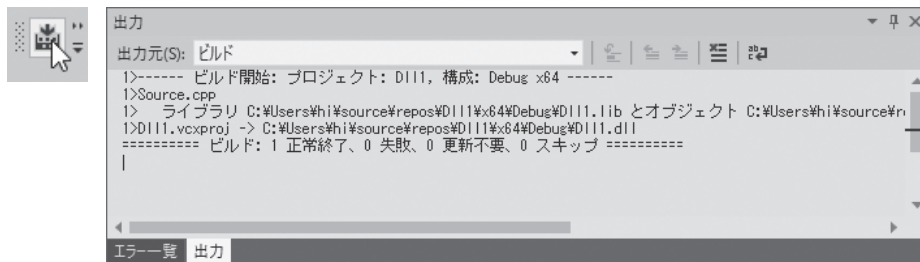 出力
出力元(S): ビルド
1>------ ビルド開始: プロジェクト: Dll1, 構成: Debug x64 ------
1>Source.cpp
1>   ライブラリ C:¥Users¥hi¥source¥repos¥Dll1¥x64¥Debug¥Dll1.lib とオブジェクト C:¥Users¥hi¥source¥r
1>Dll1.vcxproj -> C:¥Users¥hi¥source¥repos¥Dll1¥x64¥Debug¥Dll1.dll
========== ビルド: 1 正常終了、0 失敗、0 更新不要、0 スキップ ==========
エラー一覧 出力